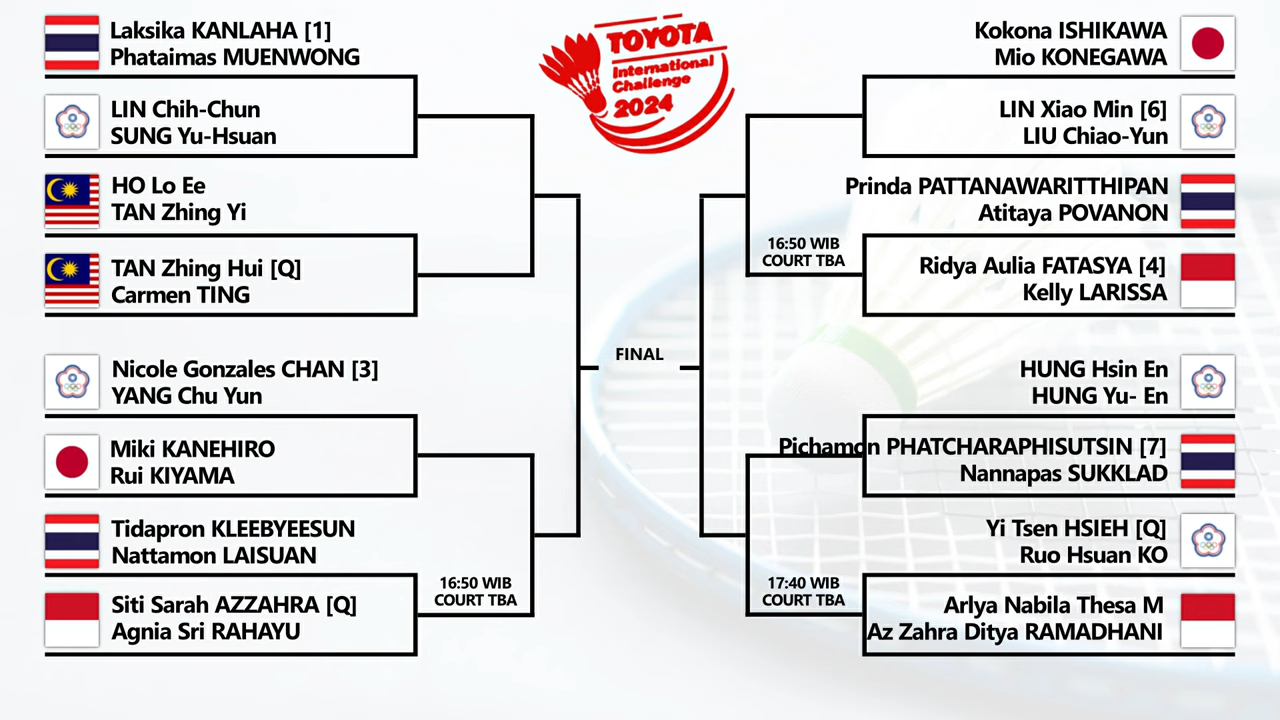 Laksika KANLAHA [1]
Phataimas MUENWONG
LIN Chih-Chun
SUNG Yu-Hsuan
HO Lo Ee
TAN Zhing Yi
TAN Zhing Hui [Q]
Carmen TING
Nicole Gonzales CHAN [3]
YANG Chu Yun
Miki KANEHIRO
Rui KIYAMA
Tidapron KLEEBYEESUN
Nattamon LAISUAN
Siti Sarah AZZAHRA [Q]
Agnia Sri RAHAYU
16:50 WIB
COURT TBA
TOYOTA
International
Challenge
2024
FINAL
Kokona ISHIKAWA
Mio KONEGAWA
LIN Xiao Min [6]
LIU Chiao-Yun
Prinda PATTANAWARITTHIPAN
Atitaya POVANON
16:50 WIB
COURT TBA
Ridya Aulia FATASYA [4]
Kelly LARISSA
HUNG Hsin En
HUNG Yu- En
Pichamon PHATCHARAPHISUTSIN [7]
Nannapas SUKKLAD
Yi Tsen HSIEH [Q]
Ruo Hsuan KO
17:40 WIB
COURT TBA
Arlya Nabila Thesa M
Az Zahra Ditya RAMADHANI